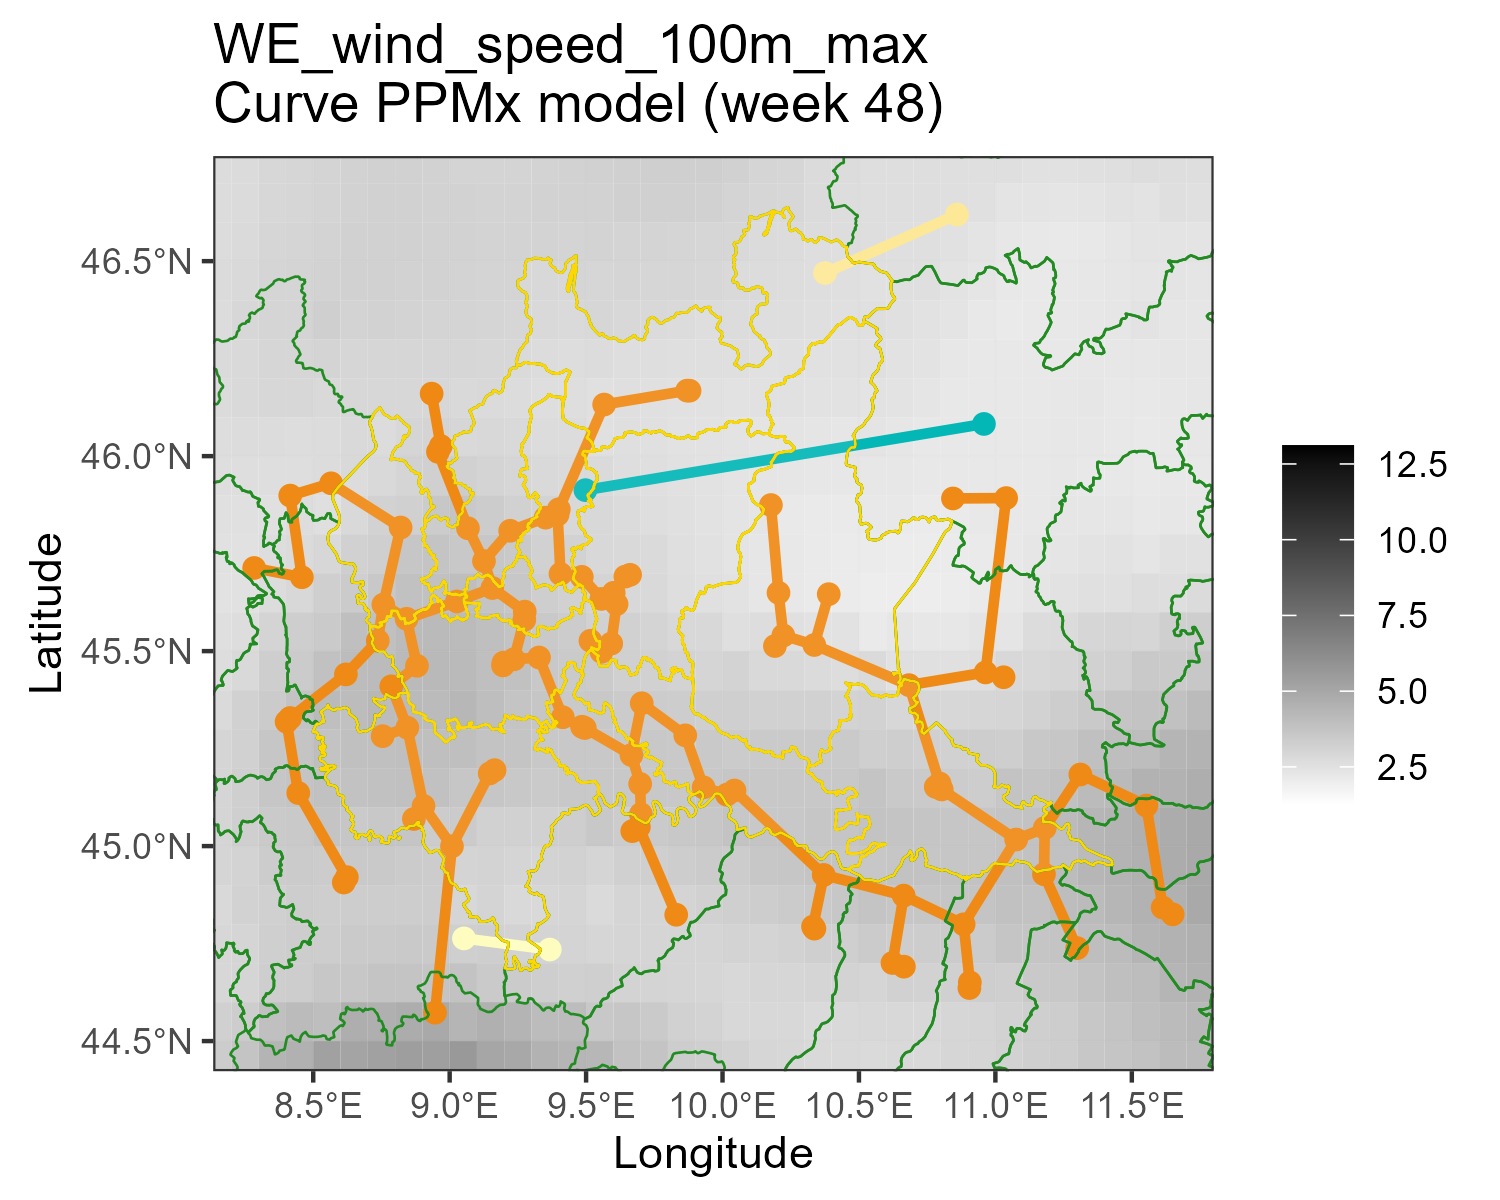 WE_wind_speed_100m_max
Curve PPMx model (week 48)
46.5°N
46.0°N
45.5°N
45.0°N
44.5°N
Latitude
8.5°E 9.0°E 9.5°E 10.0°E 10.5°E 11.0°E 11.5°E
Longitude
12.5
10.0
7.5
5.0
2.5